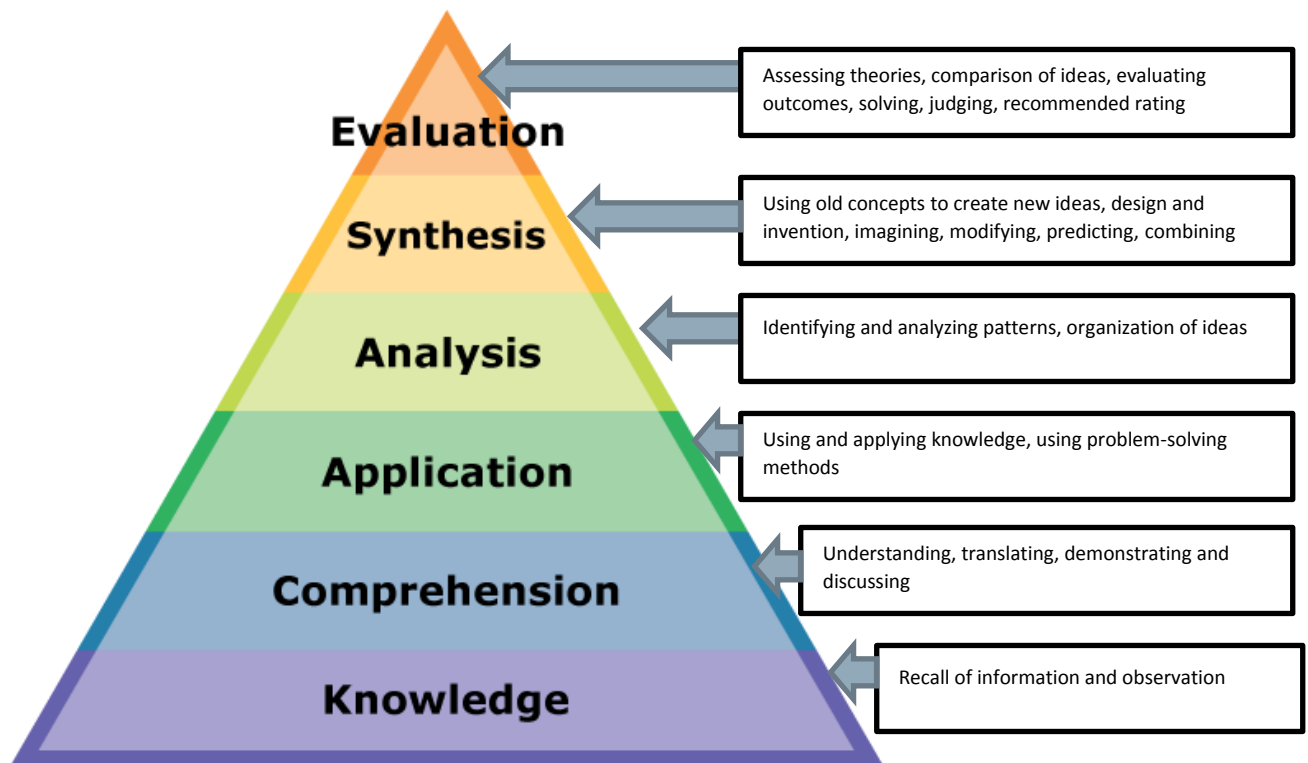 Assessing theories, comparison of ideas, evaluating
outcomes, solving, judging, recommended rating
Evaluation
Using old concepts to create new ideas, design and
invention, imagining, modifying, predicting, combining
Synthesis
Identifying and analyzing patterns, organization of ideas
Analysis
Using and applying knowledge, using problem-solving
methods
Application
Understanding, translating, demonstrating and
discussing
Comprehension
Recall of information and observation
Knowledge